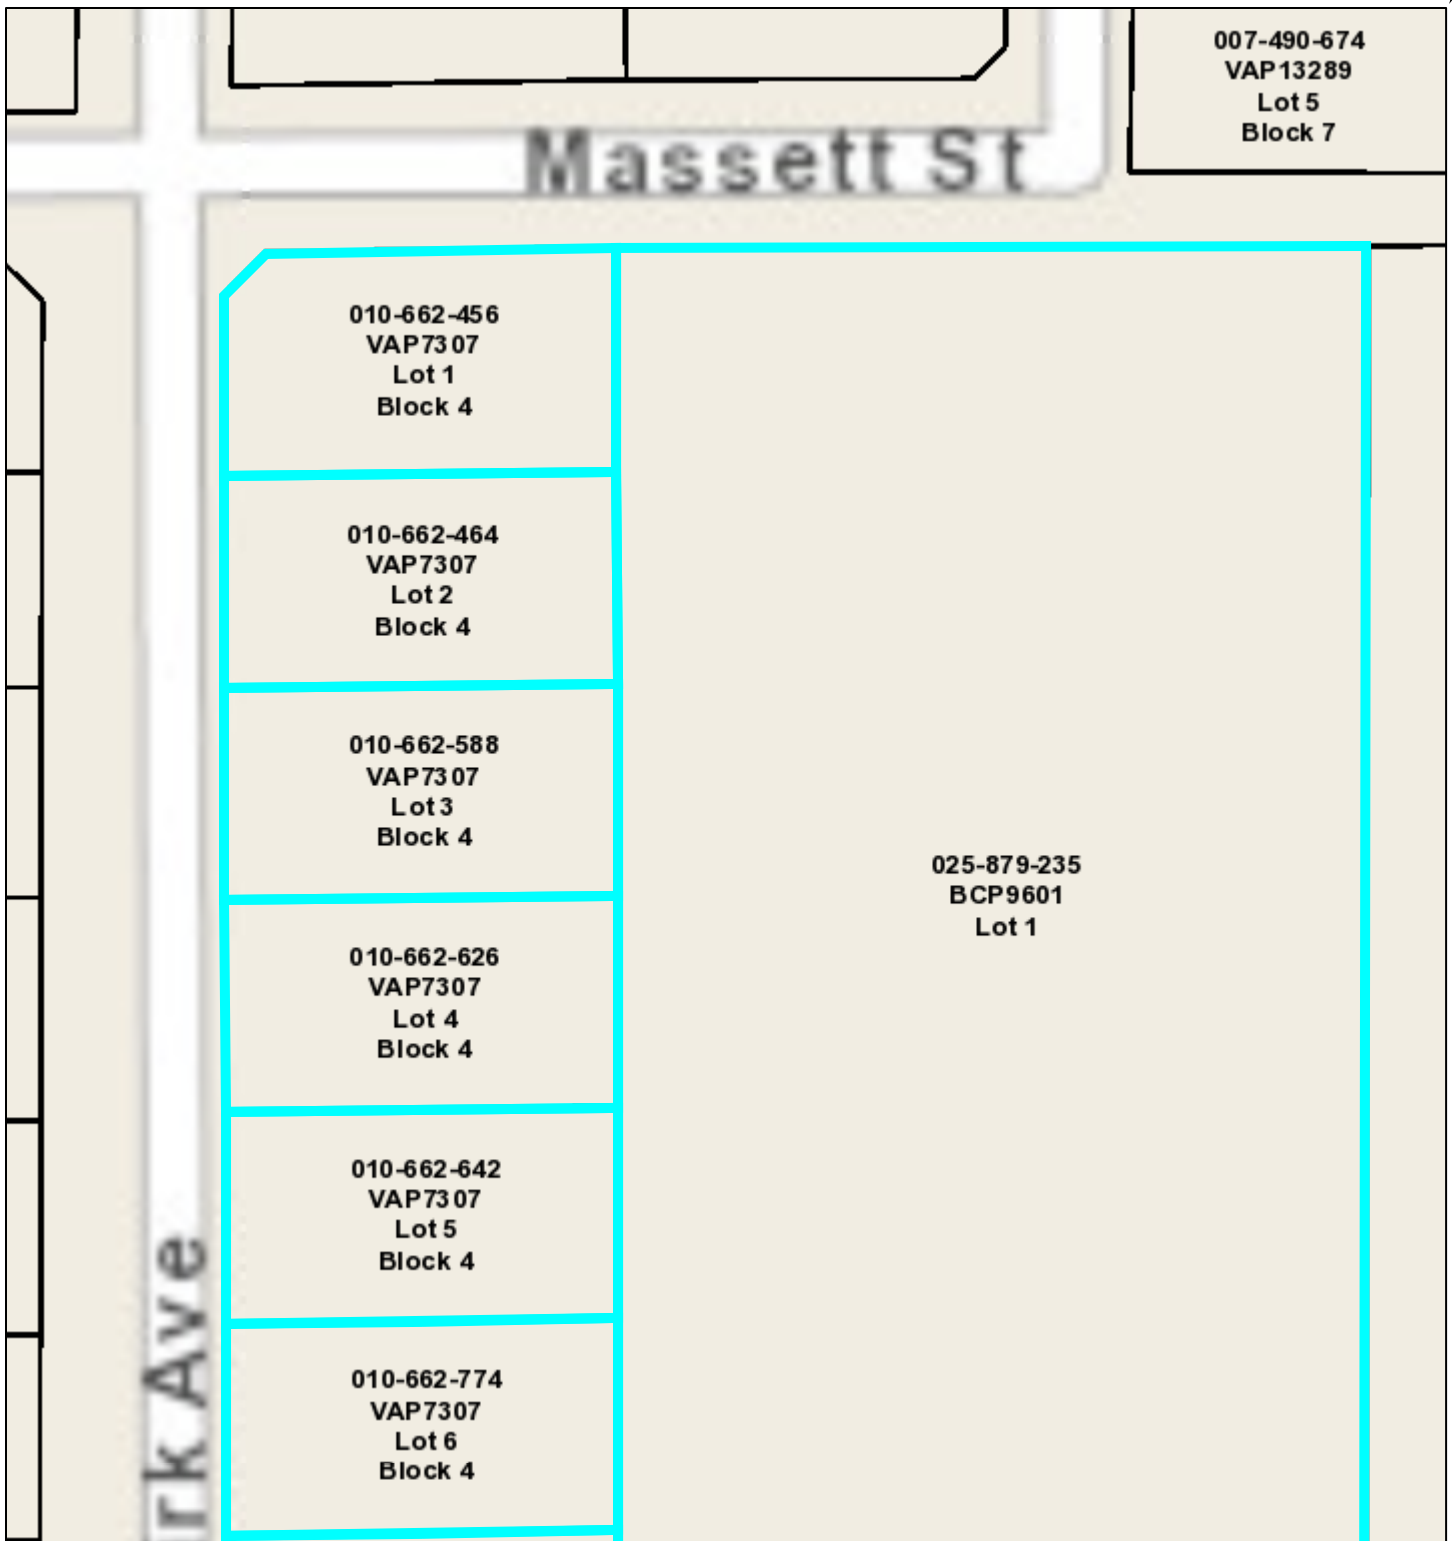 007-490-674
VAP13289
Lot 5
Block 7
Massett St
010-662-456
VAP7307
Lot 1
Block 4
010-662-464
VAP7307
Lot 2
Block 4
010-662-588
VAP7307
Lot 3
Block 4
025-879-235
BCP9601
Lot 1
010-662-626
VAP7307
Lot 4
Block 4
010-662-642
VAP7307
Lot 5
Block 4
010-662-774
VAP7307
Lot 6
Block 4
rk Ave